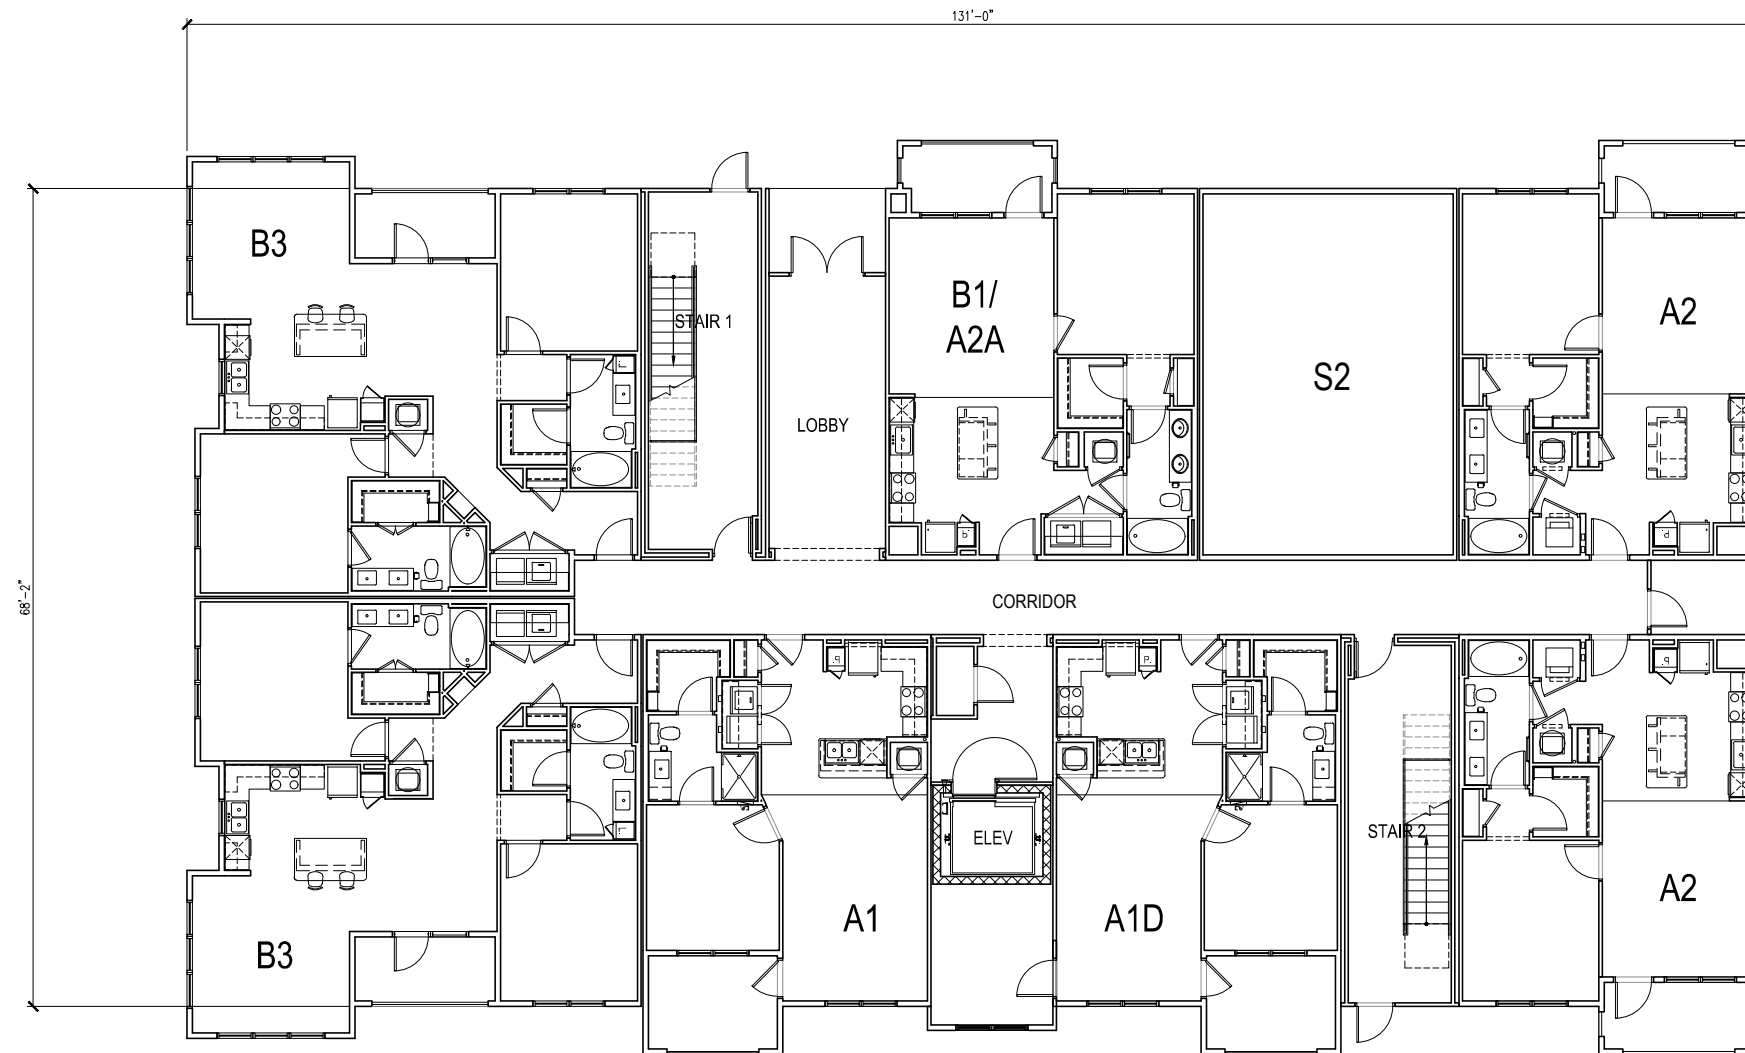 131'-0"
B3
B1/
A2A
A2
STAIR 1
S2
LOBBY
68'-2"
CORRIDOR
ELEV
STAIR 2
A1
A1D
A2
B3